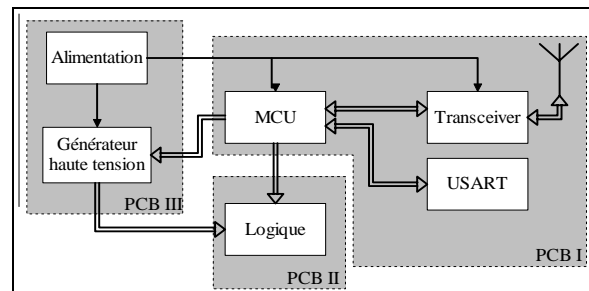 Alimentation
MCU
Transceiver
Générateur
haute tension
USART
PCB III
Logique
PCB II
PCB I